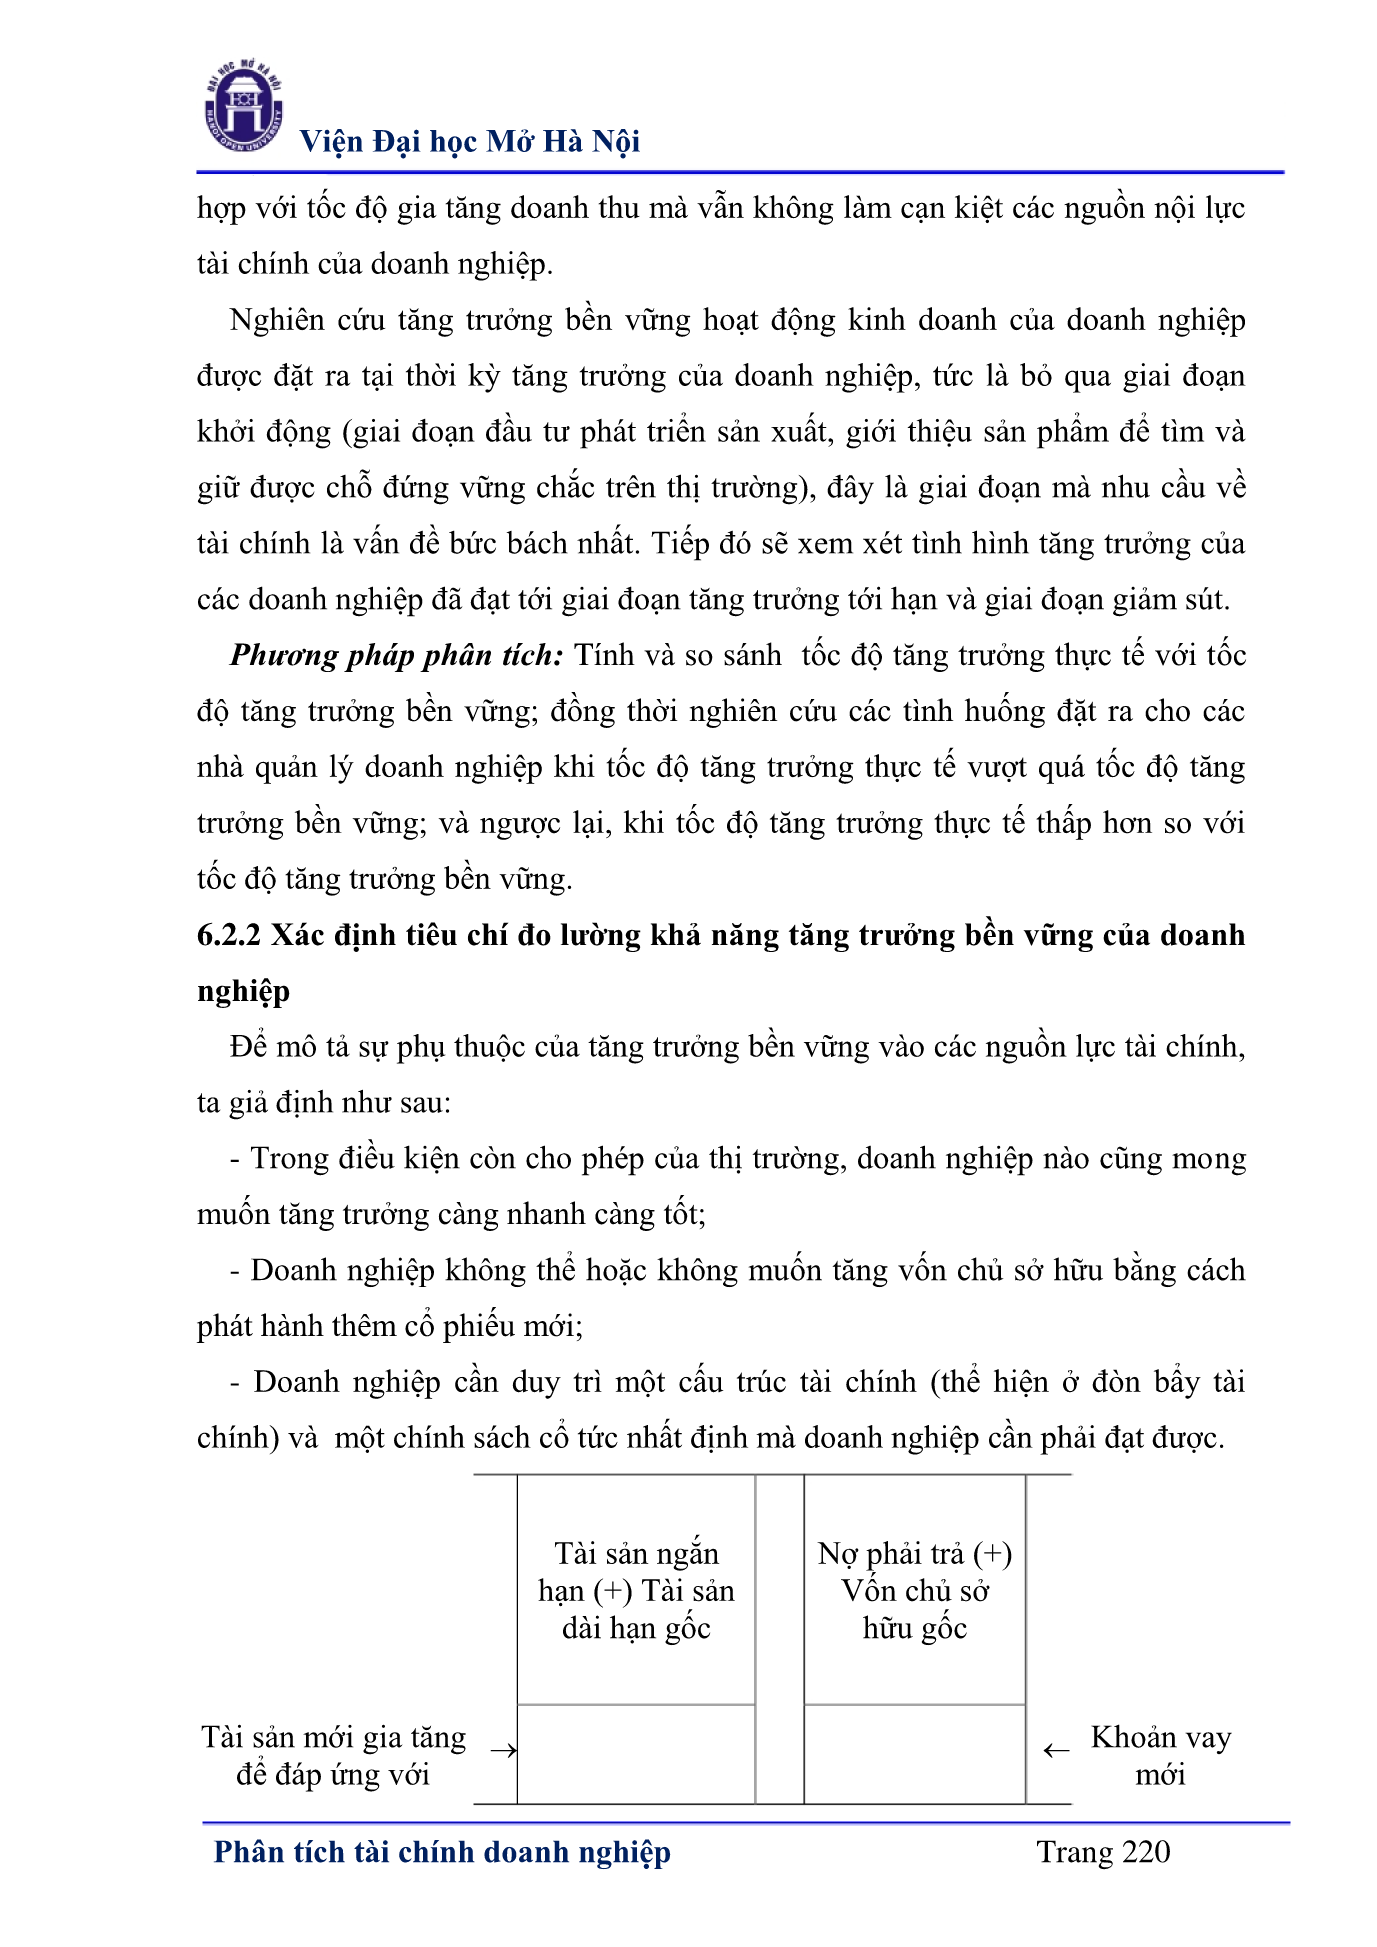 ĐẠI HỌC MỞ HÀ NỘI
HANOI OPEN UNIVERSITY
Viện Đại học Mở Hà Nội
hợp với tốc độ gia tăng doanh thu mà vẫn không làm cạn kiệt các nguồn nội lực
tài chính của doanh nghiệp.
Nghiên cứu tăng trưởng bền vững hoạt động kinh doanh của doanh nghiệp
được đặt ra tại thời kỳ tăng trưởng của doanh nghiệp, tức là bỏ qua giai đoạn
khởi động (giai đoạn đầu tư phát triển sản xuất, giới thiệu sản phẩm để tìm và
giữ được chỗ đứng vững chắc trên thị trường), đây là giai đoạn mà nhu cầu về
tài chính là vấn đề bức bách nhất. Tiếp đó sẽ xem xét tình hình tăng trưởng của
các doanh nghiệp đã đạt tới giai đoạn tăng trưởng tới hạn và giai đoạn giảm sút.
Phương pháp phân tích: Tính và so sánh  tốc độ tăng trưởng thực tế với tốc
độ tăng trưởng bền vững; đồng thời nghiên cứu các tình huống đặt ra cho các
nhà quản lý doanh nghiệp khi tốc độ tăng trưởng thực tế vượt quá tốc độ tăng
trưởng bền vững; và ngược lại, khi tốc độ tăng trưởng thực tế thấp hơn so với
tốc độ tăng trưởng bền vững.
6.2.2 Xác định tiêu chí đo lường khả năng tăng trưởng bền vững của doanh
nghiệp
Để mô tả sự phụ thuộc của tăng trưởng bền vững vào các nguồn lực tài chính,
ta giả định như sau:
- Trong điều kiện còn cho phép của thị trường, doanh nghiệp nào cũng mong
muốn tăng trưởng càng nhanh càng tốt;
- Doanh nghiệp không thể hoặc không muốn tăng vốn chủ sở hữu bằng cách
phát hành thêm cổ phiếu mới;
- Doanh nghiệp cần duy trì một cấu trúc tài chính (thể hiện ở đòn bẩy tài
chính) và  một chính sách cổ tức nhất định mà doanh nghiệp cần phải đạt được.
Tài sản ngắn
hạn (+) Tài sản
dài hạn gốc
Nợ phải trả (+)
Vốn chủ sở
hữu gốc
Tài sản mới gia tăng
để đáp ứng với
→
←
Khoản vay
mới
Phân tích tài chính doanh nghiệp
Trang 220